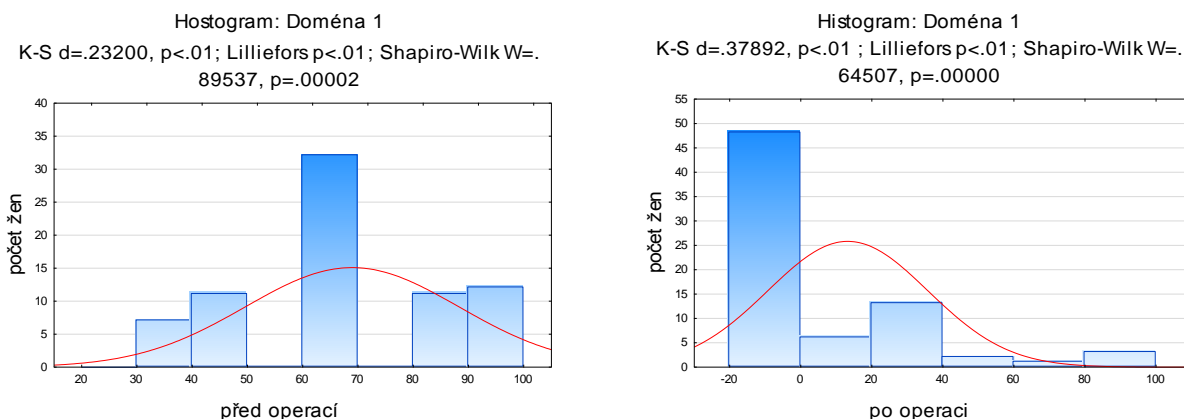 Hostogram: Doména 1
K-S d=.23200, p<.01; Lilliefors p<.01; Shapiro-Wilk W=.
89537, p=.00002
40
35
30
25
20
15
10
5
0
počet žen
20 30 40 50 60 70 80 90 100
před operací
Histogram: Doména 1
K-S d=.37892, p<.01 ; Lilliefors p<.01; Shapiro-Wilk W=.
64507, p=.00000
55
50
45
40
35
30
25
20
15
10
5
0
počet žen
-20 0 20 40 60 80 100
po operaci